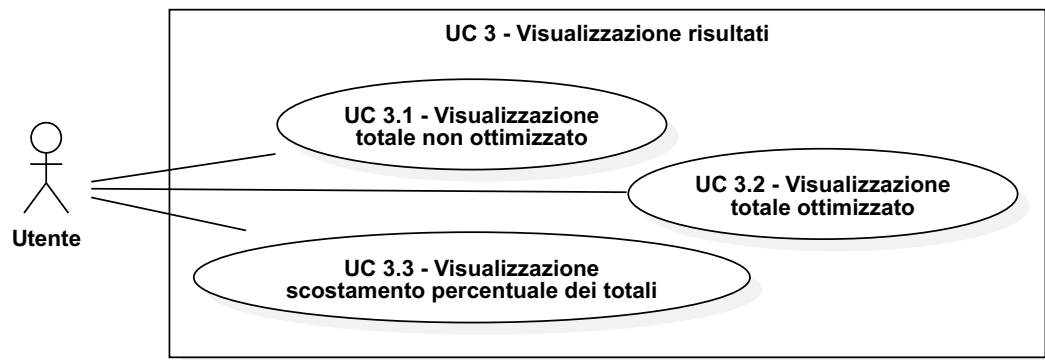 UC 3 - Visualizzazione risultati
UC 3.1 - Visualizzazione
totale non ottimizzato
UC 3.2 - Visualizzazione
totale ottimizzato
Utente
UC 3.3 - Visualizzazione
scostamento percentuale dei totali